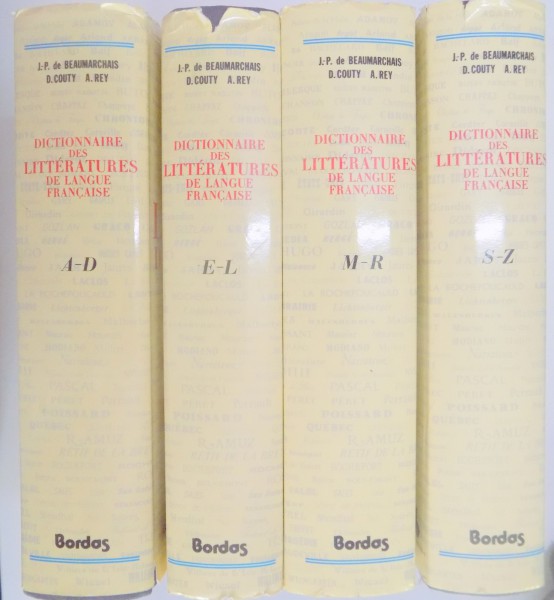 J.-P. de BEAUMARCHAIS
D. COUTY A. REY
DICTIONNAIRE
DES
LITTÉRATURES
DE LANGUE
FRANÇAISE
A-D
Bordas
J.-P. de BEAUMARCHAIS
D. COUTY A. REY
DICTIONNAIRE
DES
LITTÉRATURES
DE LANGUE
FRANÇAISE
E-L
Bordas
J.-P. de BEAUMARCHAIS
D. COUTY A. REY
DICTIONNAIRE
DES
LITTÉRATURES
DE LANGUE
FRANÇAISE
M-R
Bordas
J.-P. de BEAUMARCHAIS
D. COUTY A. REY
DICTIONNAIRE
DES
LITTÉRATURES
DE LANGUE
FRANÇAISE
S-Z
Bordas